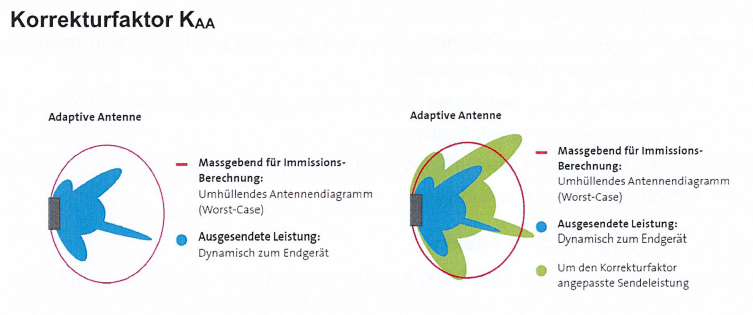 Korrekturfaktor KAA
Adaptive Antenne
Massgebend für Immissions-
Berechnung:
Umhüllendes Antennendiagramm
(Worst-Case)
Ausgesendete Leistung:
Dynamisch zum Endgerät
Adaptive Antenne
Massgebend für Immissions-
Berechnung:
Umhüllendes Antennendiagramm
(Worst-Case)
Ausgesendete Leistung:
Dynamisch zum Endgerät
Um den Korrekturfaktor
angepasste Sendeleistung